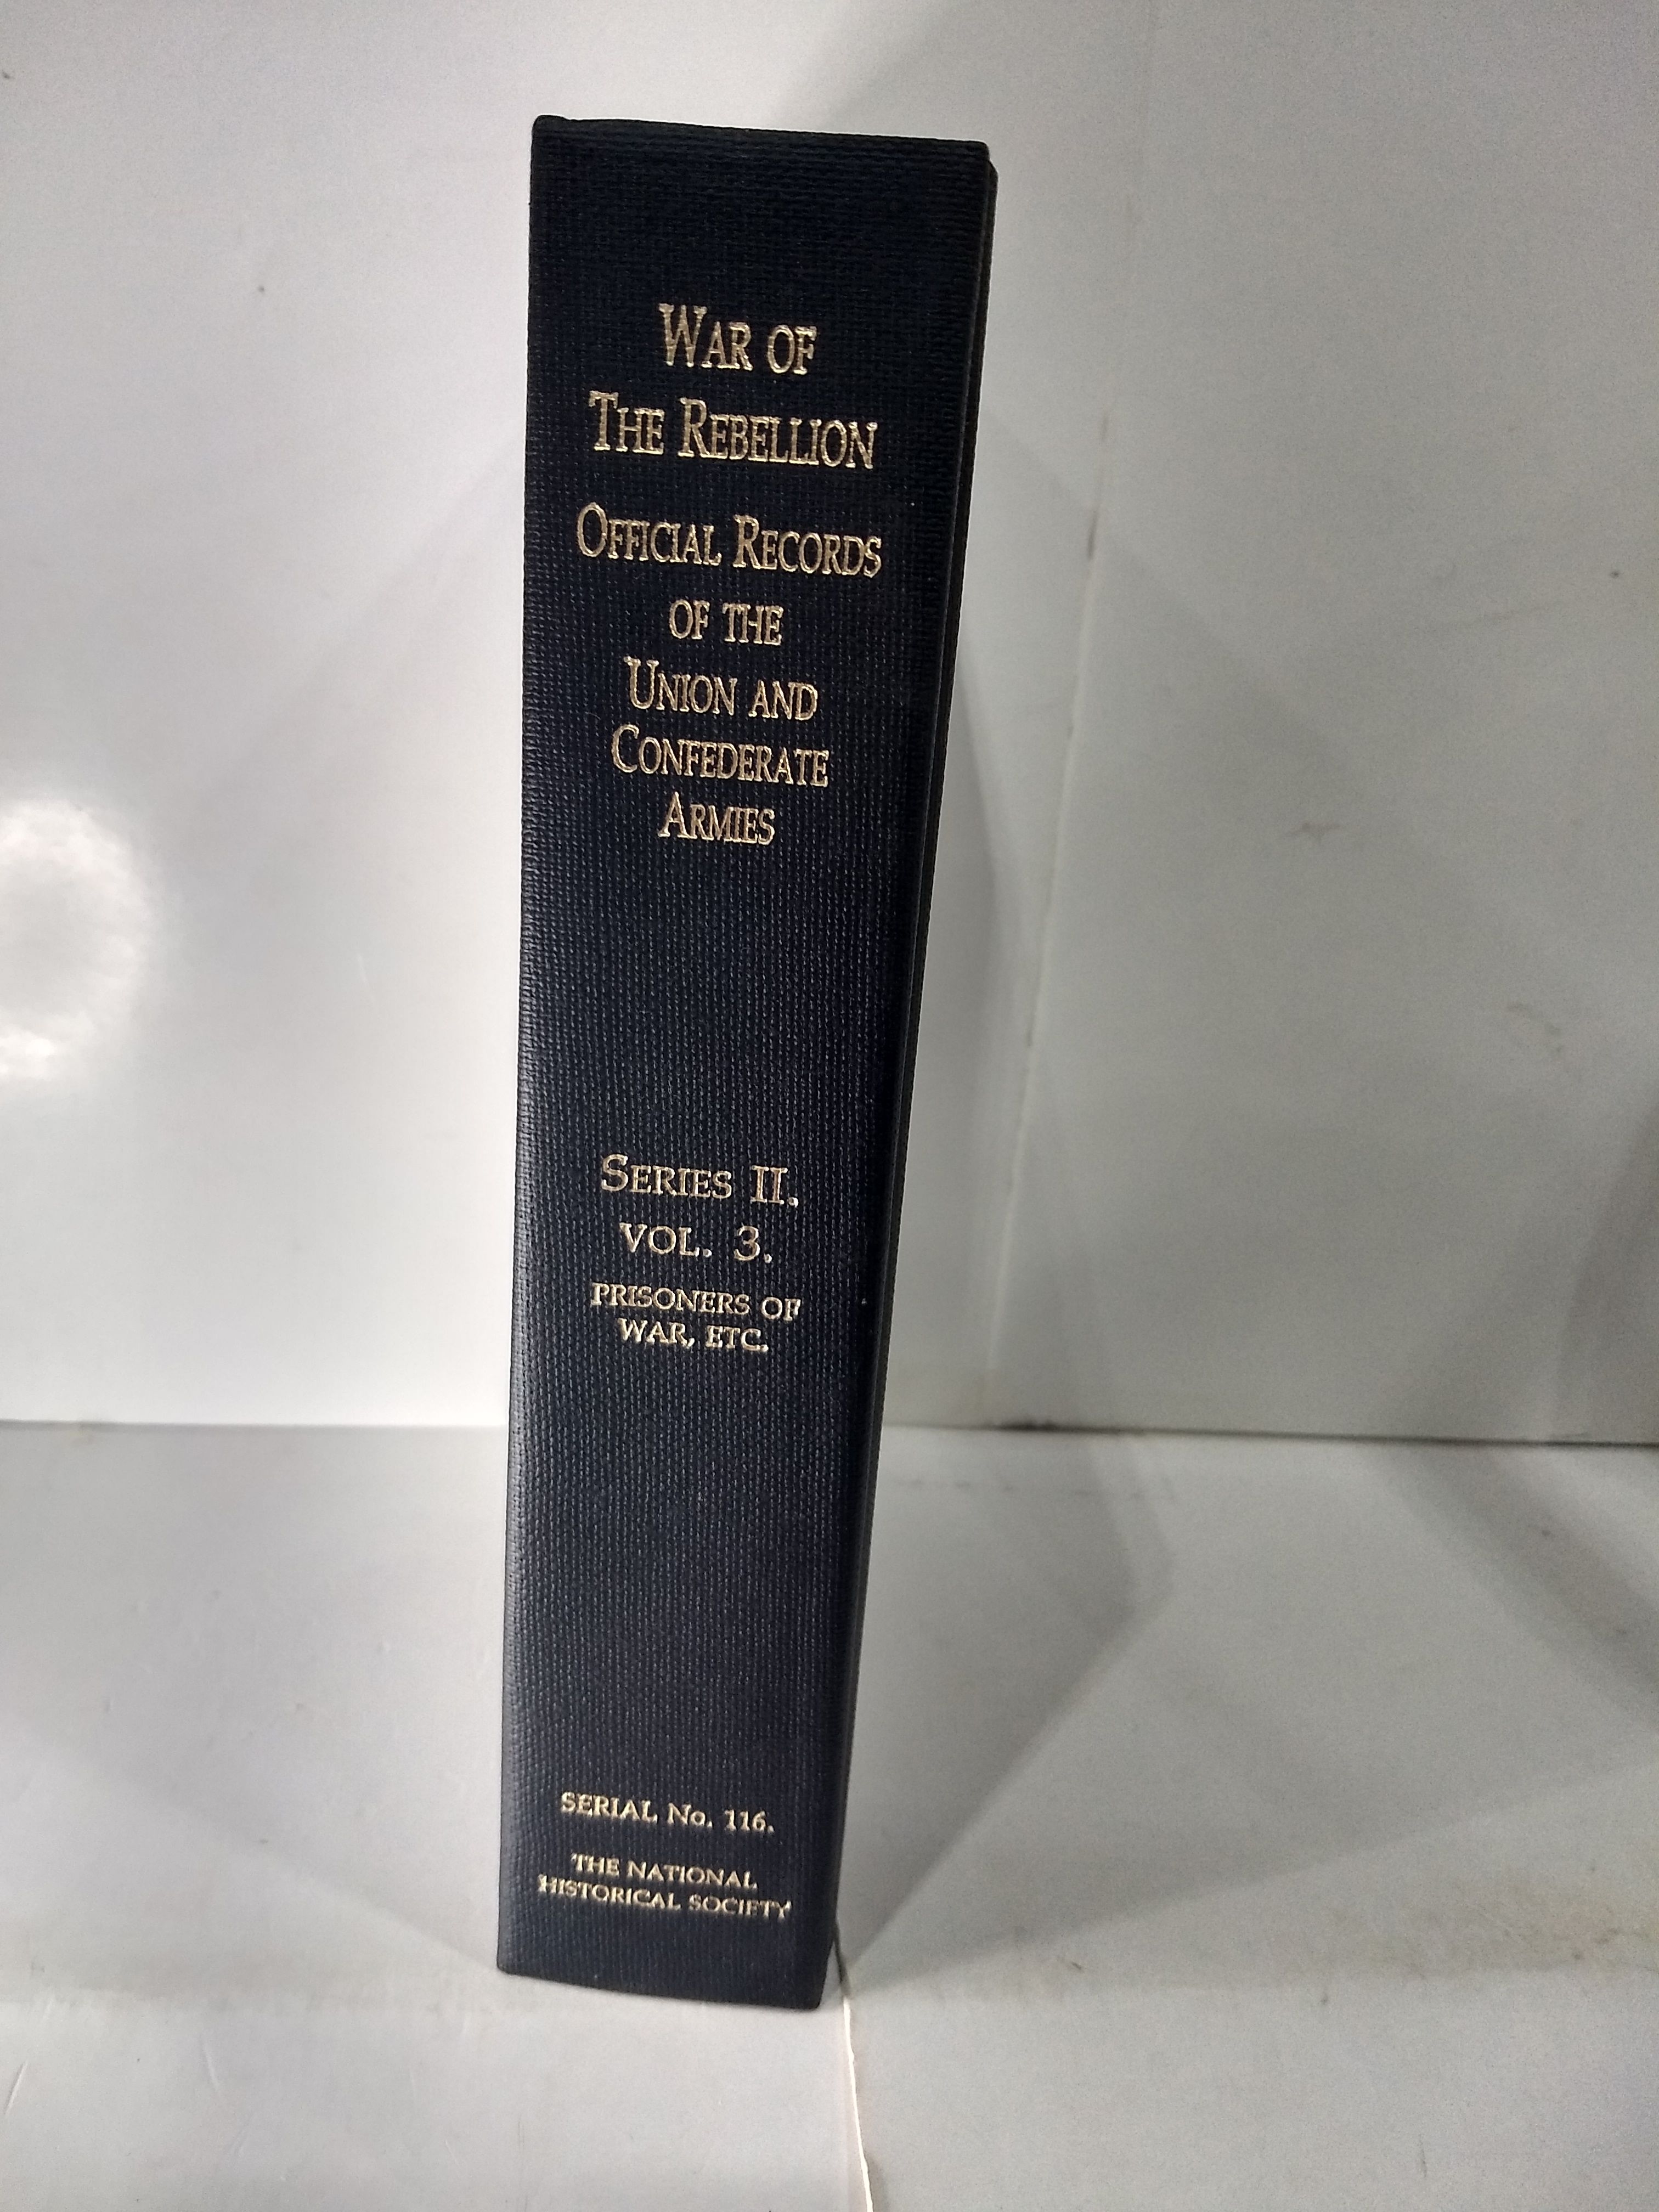 WAR OF
THE REBELLION
OFFICIAL RECORDS
OF THE
UNION AND
CONFEDERATE
ARMIES
SERIES II.
VOL. 3.
PRISONERS OF
WAR, ETC.
SERIAL No. 116.
THE NATIONAL
HISTORICAL SOCIETY